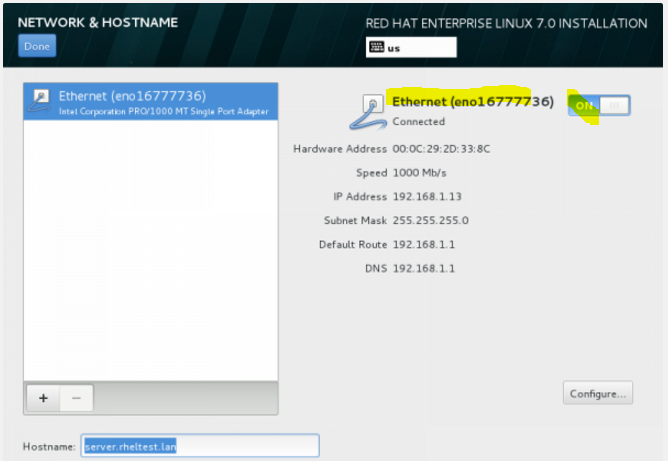 NETWORK & HOSTNAME
Done
RED HAT ENTERPRISE LINUX 7.0 INSTALLATION
us
Ethernet (eno16777736)
Intel Corporation PRO/1000 MT Single Port Adapter
Ethernet (eno16777736)
ON
Connected
Hardware Address 00:0C:29:2D:33:8C
Speed 1000 Mb/s
IP Address 192.168.1.13
Subnet Mask 255.255.255.0
Default Route 192.168.1.1
DNS 192.168.1.1
+ −
Configure...
Hostname: server.rheltest.lan